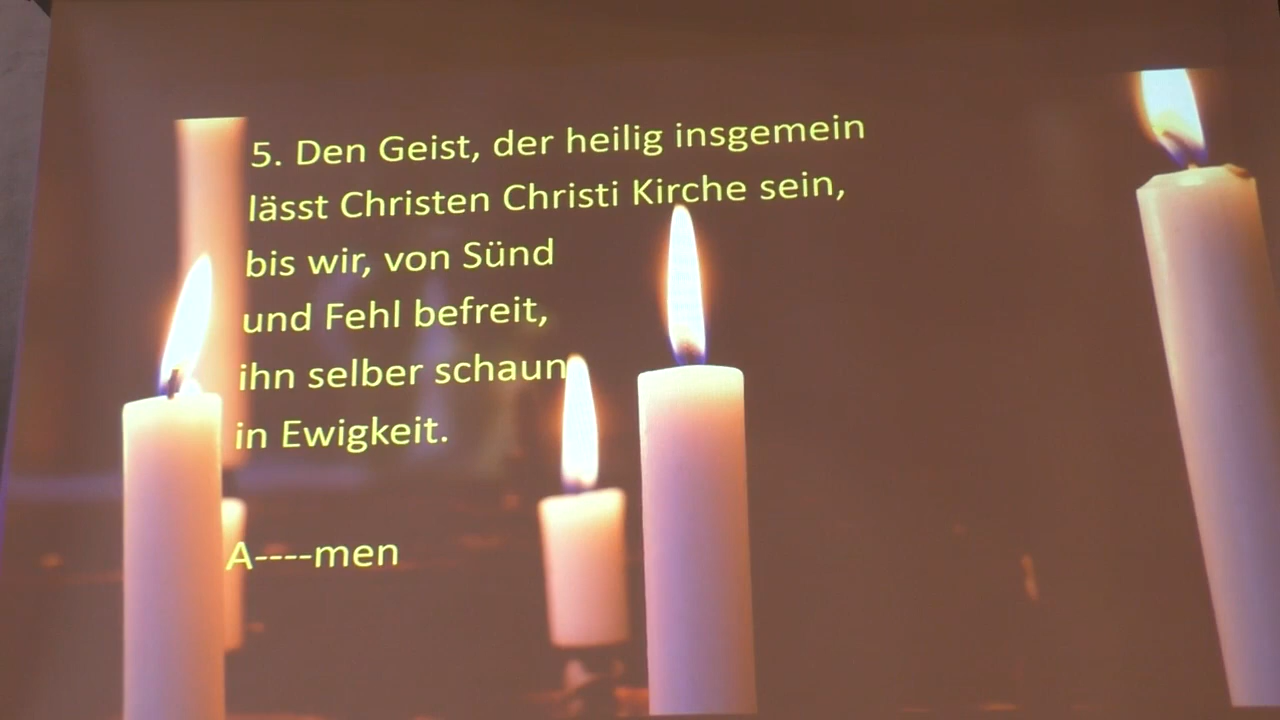 5. Den Geist, der heilig insgemein
lässt Christen Christi Kirche sein,
bis wir, von Sünd
und Fehl befreit,
ihn selber schaun
in Ewigkeit.
A----men